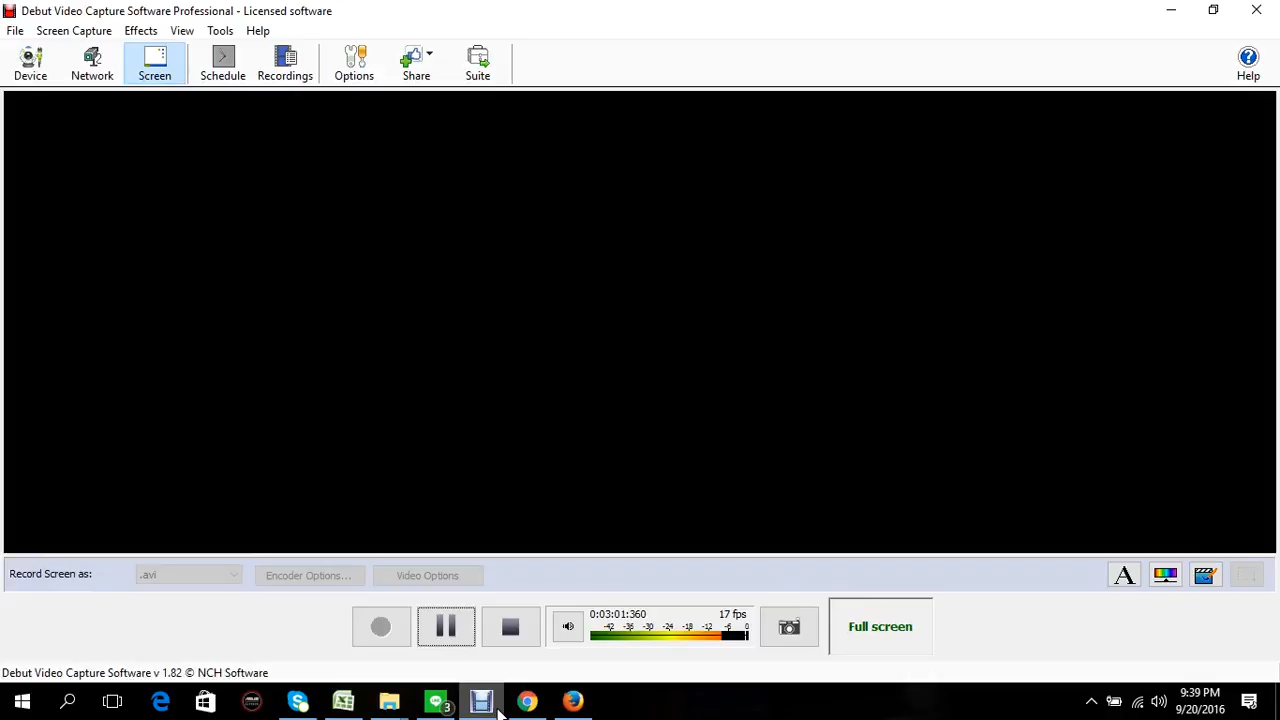 Debut Video Capture Software Professional - Licensed software
File Screen Capture Effects View Tools Help
Device Network Screen Schedule Recordings Options Share Suite Help
Record Screen as: .avi Encoder Options... Video Options A
0:03:01:360 17 fps
-42 -36 -30 -24 -18 -12 -6 0
Full screen
Debut Video Capture Software v 1.82 © NCH Software
3
9:39 PM
9/20/2016